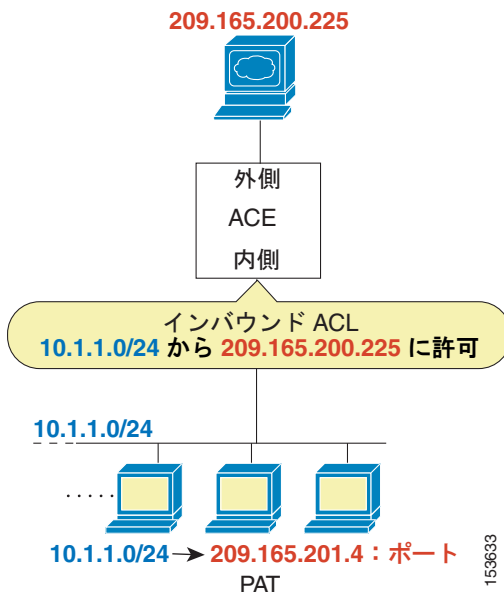 209.165.200.225
外側
ACE
内側
インバウンド ACL
10.1.1.0/24 から 209.165.200.225 に許可
10.1.1.0/24
10.1.1.0/24 → 209.165.201.4：ポート
PAT
153633